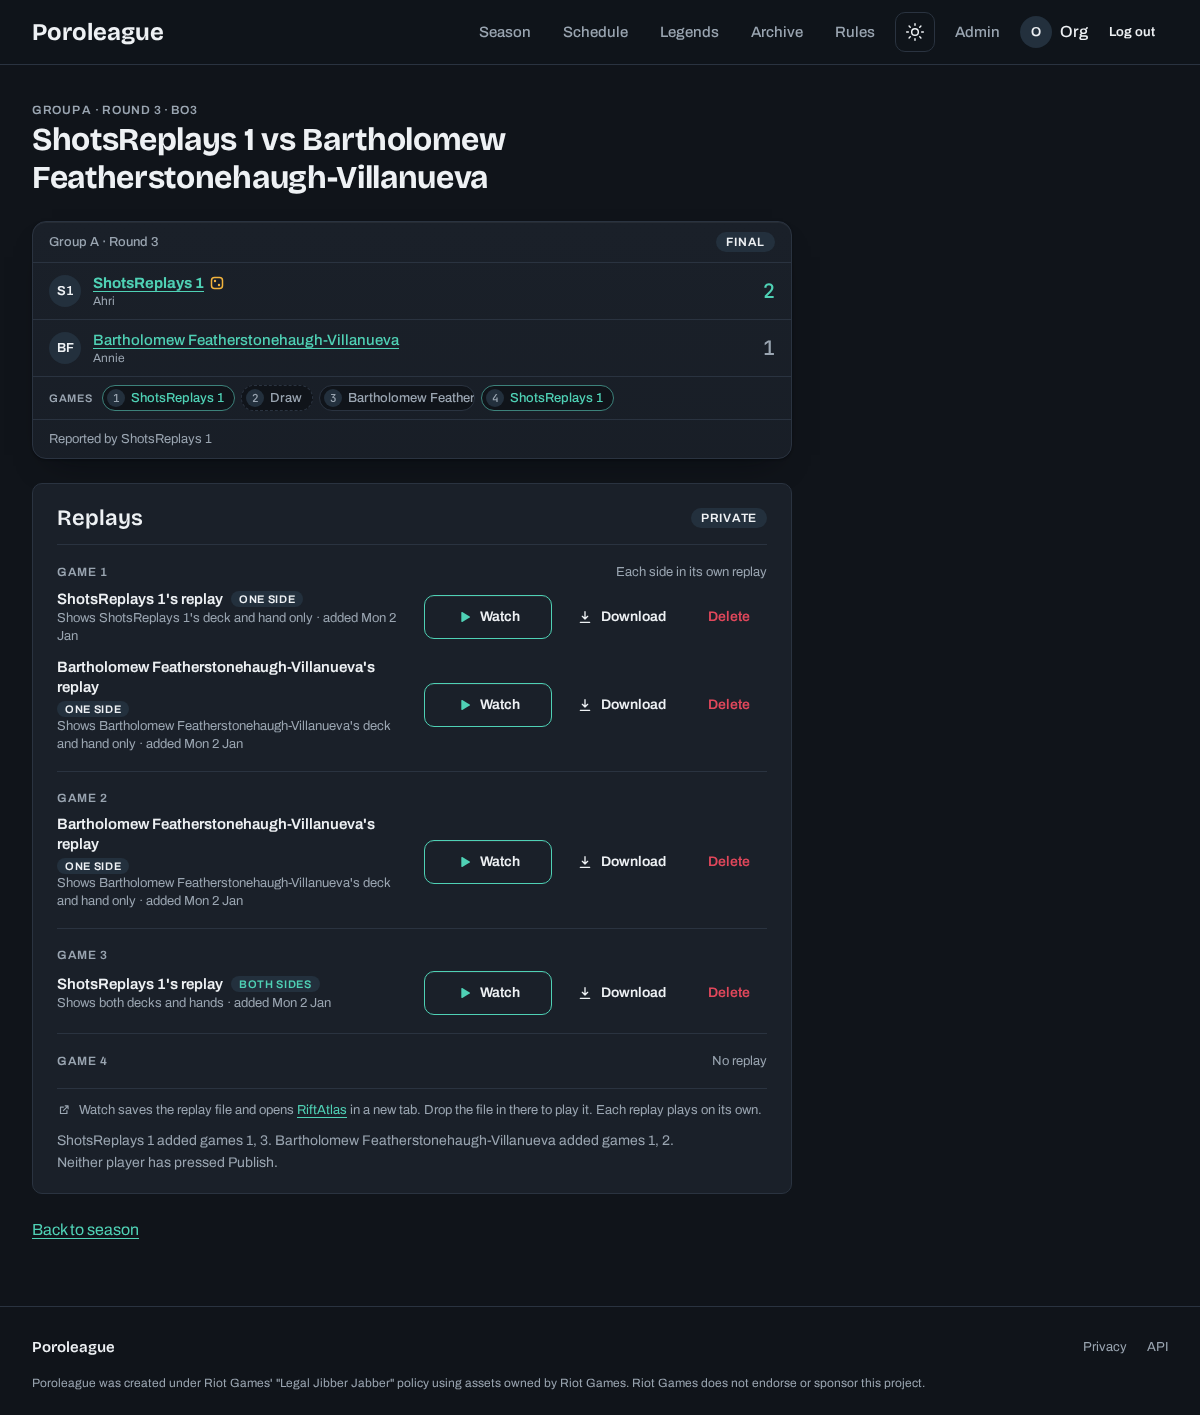 Poroleague
Season
Schedule
Legends
Archive
Rules
Admin
O
Org
Log out
GROUP A · ROUND 3 · BO3
ShotsReplays 1 vs Bartholomew
Featherstonehaugh-Villanueva
Group A · Round 3
FINAL
S1
ShotsReplays 1
Ahri
2
BF
Bartholomew Featherstonehaugh-Villanueva
Annie
1
GAMES
1 ShotsReplays 1
2 Draw
3 Bartholomew Feather
4 ShotsReplays 1
Reported by ShotsReplays 1
Replays
PRIVATE
GAME 1
Each side in its own replay
ShotsReplays 1's replay
ONE SIDE
Shows ShotsReplays 1's deck and hand only · added Mon 2
Jan
Watch
Download
Delete
Bartholomew Featherstonehaugh-Villanueva's
replay
ONE SIDE
Shows Bartholomew Featherstonehaugh-Villanueva's deck
and hand only · added Mon 2 Jan
Watch
Download
Delete
GAME 2
Bartholomew Featherstonehaugh-Villanueva's
replay
ONE SIDE
Shows Bartholomew Featherstonehaugh-Villanueva's deck
and hand only · added Mon 2 Jan
Watch
Download
Delete
GAME 3
ShotsReplays 1's replay
BOTH SIDES
Shows both decks and hands · added Mon 2 Jan
Watch
Download
Delete
GAME 4
No replay
Watch saves the replay file and opens RiftAtlas in a new tab. Drop the file in there to play it. Each replay plays on its own.
ShotsReplays 1 added games 1, 3. Bartholomew Featherstonehaugh-Villanueva added games 1, 2.
Neither player has pressed Publish.
Back to season
Poroleague
Privacy
API
Poroleague was created under Riot Games' "Legal Jibber Jabber" policy using assets owned by Riot Games. Riot Games does not endorse or sponsor this project.